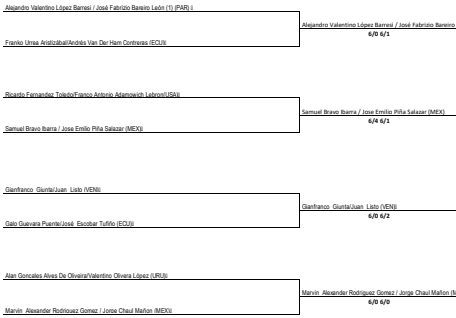 Alejandro Valentino López Barresi / José Fabrizio Bareiro León (1) (PAR)
Alejandro Valentino López Barresi / José Fabrizio Bareiro
6/0 6/1
Franko Urrea Aristizábal/Andrés Van Der Ham Contreras (ECU)
Ricardo Fernandez Toledo/Franco Antonio Adamowich Lebron(USA)
Samuel Bravo Ibarra / Jose Emilio Piña Salazar (MEX)
6/4 6/1
Samuel Bravo Ibarra / Jose Emilio Piña Salazar (MEX)
Gianfranco Giunta/Juan Listo (VEN)
Gianfranco Giunta/Juan Listo (VEN)
6/0 6/2
Galo Guevara Puente/José Escobar Tufiño (ECU)
Alan Goncales Alves De Oliveira/Valentino Olivera López (URU)
Marvin Alexander Rodriguez Gomez / Jorge Chaul Mañon (M
6/0 6/0
Marvin Alexander Rodriguez Gomez / Jorge Chaul Mañon (MEX)